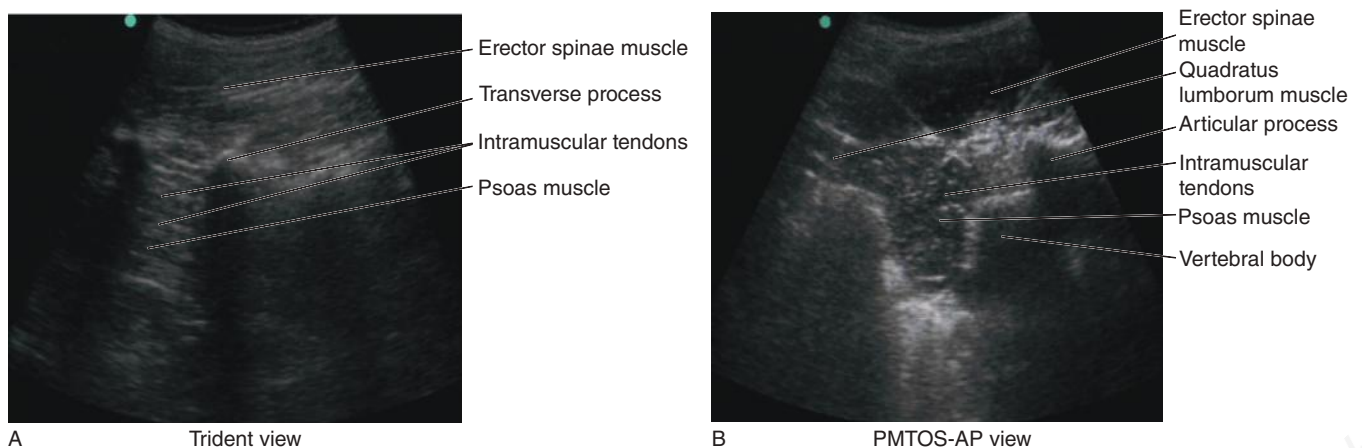 Erector spinae muscle
Transverse process
Intramuscular tendons
Psoas muscle
A
Trident view
Erector spinae
muscle
Quadratus
lumborum muscle
Articular process
Intramuscular
tendons
Psoas muscle
Vertebral body
B
PMTOS-AP view